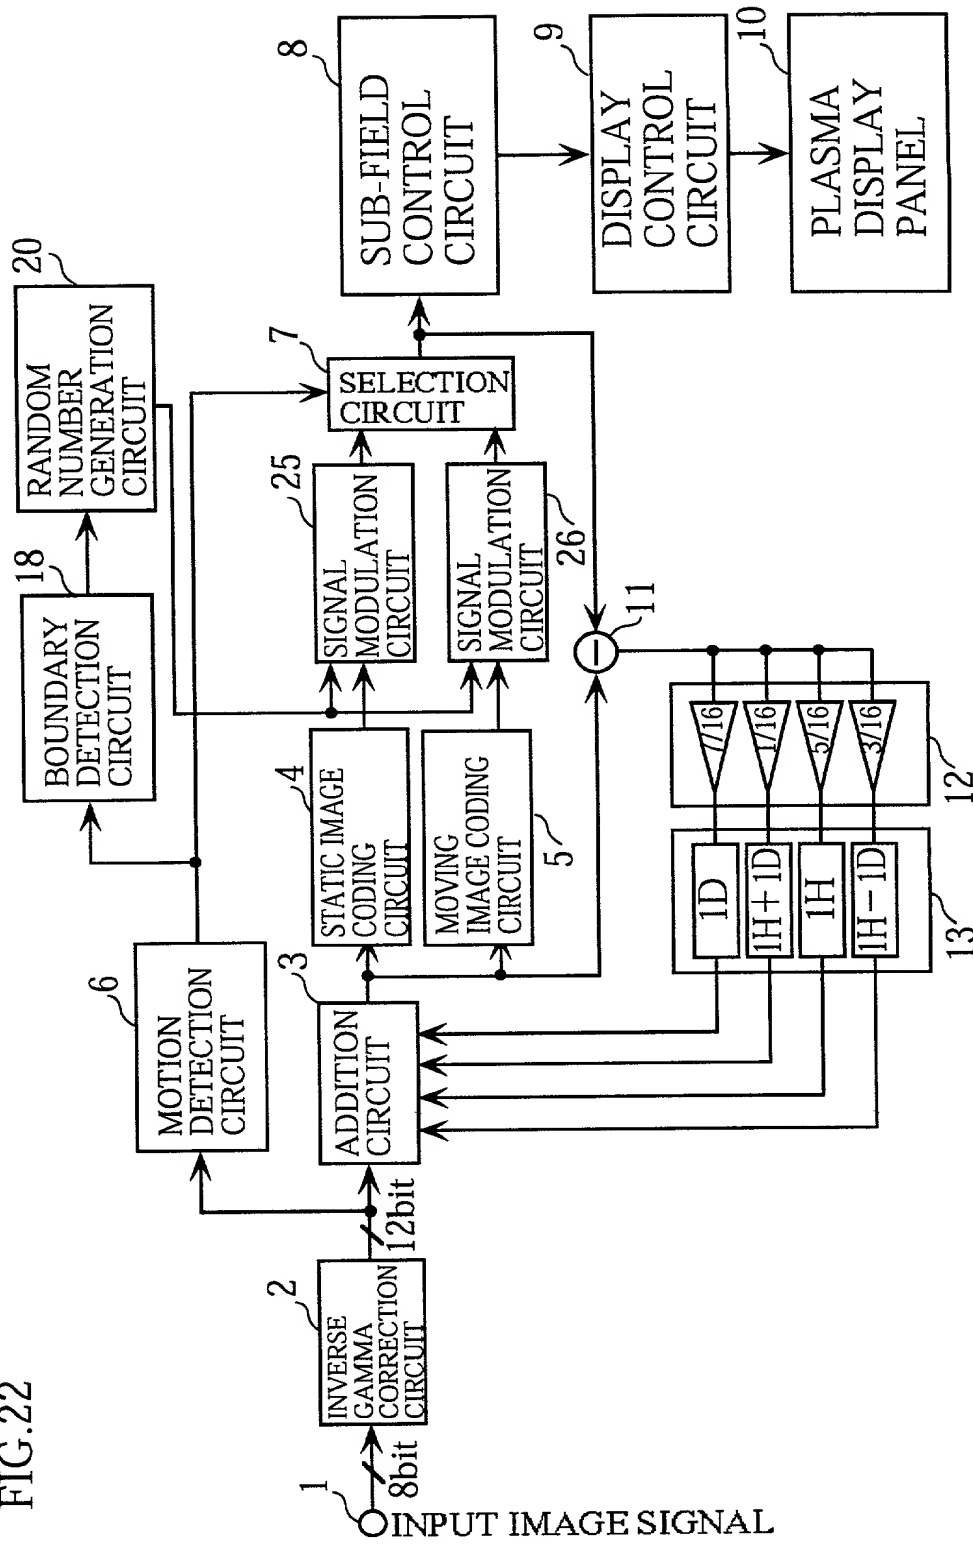 FIG.22
1
INPUT IMAGE SIGNAL
8bit
2
INVERSE
GAMMA
CORRECTION
CIRCUIT
12bit
6
MOTION
DETECTION
CIRCUIT
3
ADDITION
CIRCUIT
4
STATIC IMAGE
CODING
CIRCUIT
MOVING
IMAGE CODING
CIRCUIT
5
18
BOUNDARY
DETECTION
CIRCUIT
20
RANDOM
NUMBER
GENERATION
CIRCUIT
25
SIGNAL
MODULATION
CIRCUIT
SIGNAL
MODULATION
CIRCUIT
26
7
SELECTION
CIRCUIT
8
SUB-FIELD
CONTROL
CIRCUIT
9
DISPLAY
CONTROL
CIRCUIT
10
PLASMA
DISPLAY
PANEL
11
7/16
1/16
5/16
3/16
12
1D
1H+1D
1H
1H-1D
13